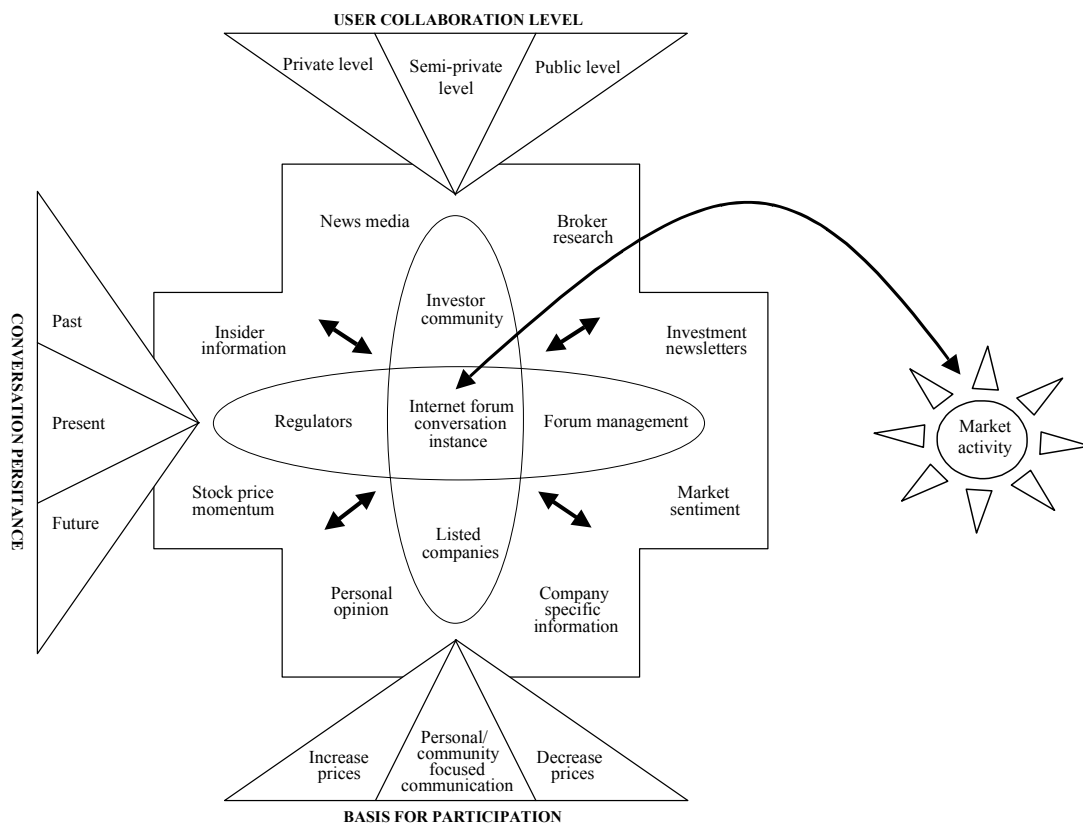 USER COLLABORATION LEVEL
Private level
Semi-private
level
Public level
News media
Broker
research
Investor
community
Insider
information
Investment
newsletters
CONVERSATION PERSITANCE
Past
Present
Future
Regulators
Internet forum
conversation
instance
Forum management
Market
activity
Stock price
momentum
Market
sentiment
Listed
companies
Personal
opinion
Company
specific
information
Increase
prices
Personal/
community
focused
communication
Decrease
prices
BASIS FOR PARTICIPATION